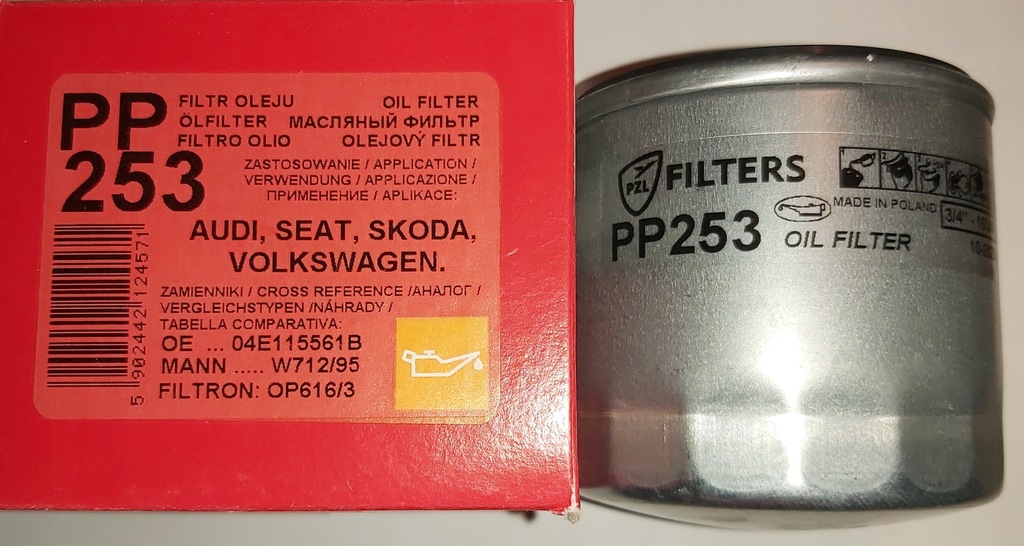 PP
253
FILTR OLEJU OIL FILTER
ÖLFILTER МАСЛЯНЫЙ ФИЛЬТР
FILTRO OLIO OLEJOVÝ FILTR
ZASTOSOWANIE / APPLICATION /
VERWENDUNG / APPLICAZIONE /
ПРИМЕНЕНИЕ / APLIKACE:
AUDI, SEAT, SKODA,
VOLKSWAGEN.
ZAMIENNIKI / CROSS REFERENCE /АНАЛОГ /
VERGLEICHSTYPEN /NÁHRADY /
TABELLA COMPARATIVA:
OE ... 04E115561B
MANN ..... W712/95
FILTRON: OP616/3
5 902442 124571
PZL FILTERS
PP253
MADE IN POLAND
OIL FILTER
3/4"